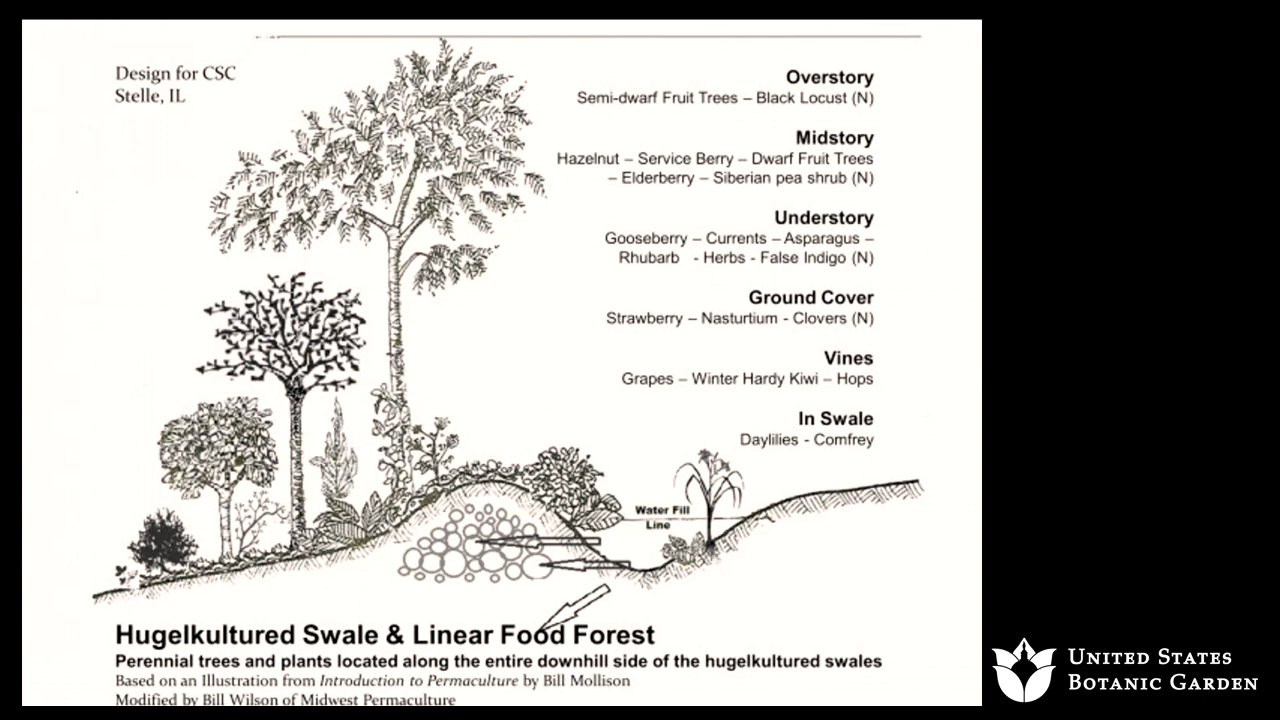 Design for CSC
Stelle, IL
Overstory
Semi-dwarf Fruit Trees – Black Locust (N)
Midstory
Hazelnut – Service Berry – Dwarf Fruit Trees
– Elderberry – Siberian pea shrub (N)
Understory
Gooseberry – Currents – Asparagus –
Rhubarb - Herbs - False Indigo (N)
Ground Cover
Strawberry – Nasturtium - Clovers (N)
Vines
Grapes – Winter Hardy Kiwi – Hops
In Swale
Daylilies - Comfrey
Water Fill
Line
Hugelkultured Swale & Linear Food Forest
Perennial trees and plants located along the entire downhill side of the hugelkultured swales
Based on an Illustration from Introduction to Permaculture by Bill Mollison
Modified by Bill Wilson of Midwest Permaculture
UNITED STATES
BOTANIC GARDEN